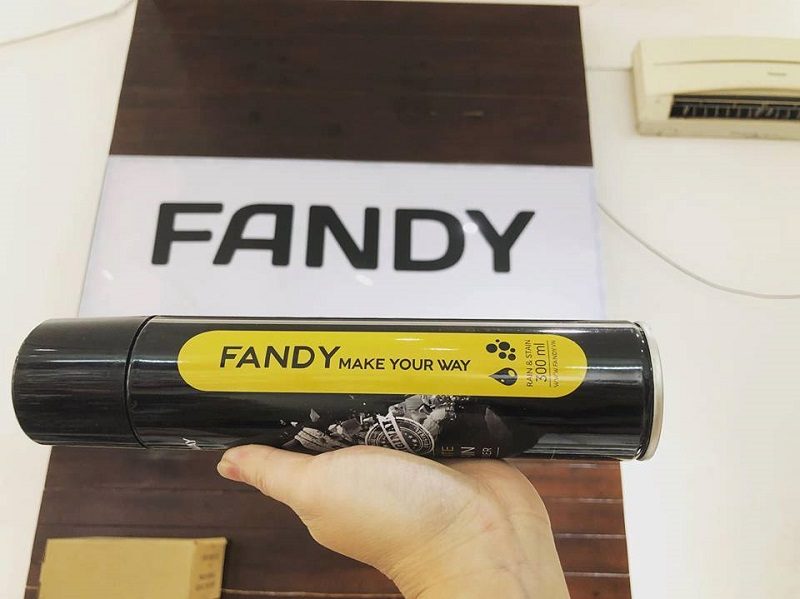 FANDY
FANDY MAKE YOUR WAY
RAIN & STAIN
300 ml
WWW.FANDY.VN